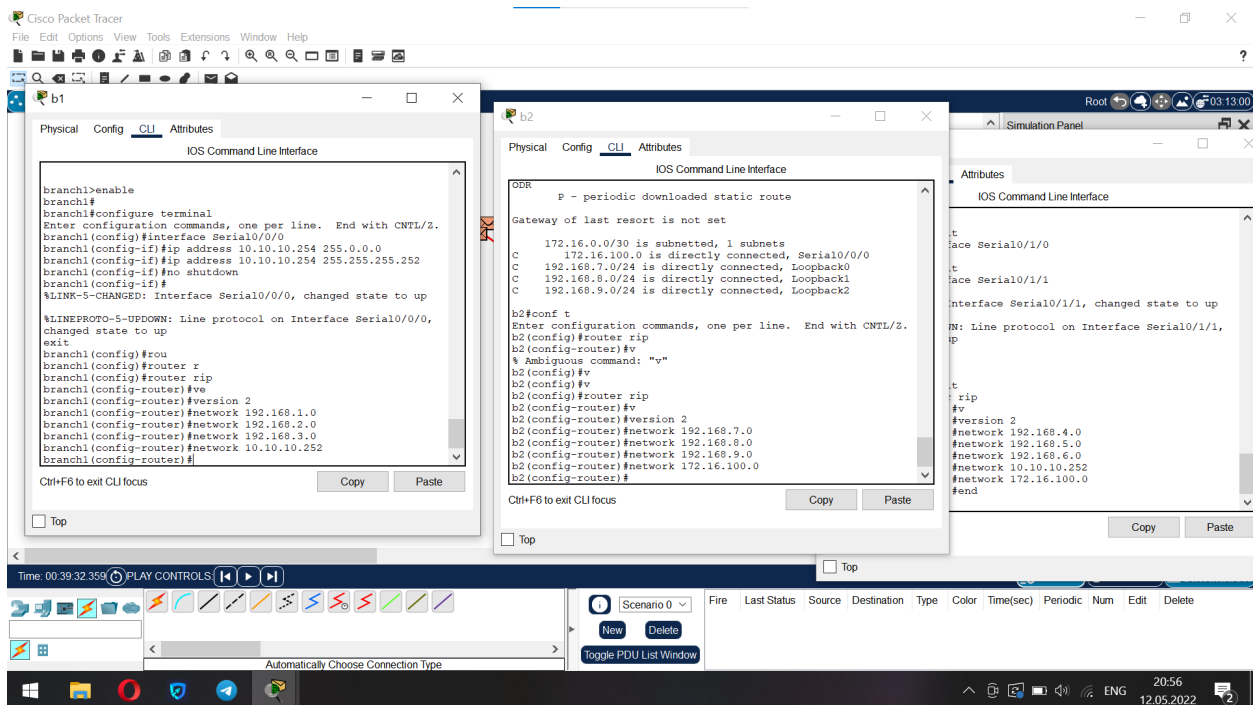 Cisco Packet Tracer
File Edit Options View Tools Extensions Window Help
?
Root 03:13:00
Simulation Panel
b1
Physical Config CLI Attributes
IOS Command Line Interface
branch1>enable
branch1#
branch1#configure terminal
Enter configuration commands, one per line. End with CNTL/Z.
branch1(config)#interface Serial0/0/0
branch1(config-if)#ip address 10.10.10.254 255.0.0.0
branch1(config-if)#ip address 10.10.10.254 255.255.255.252
branch1(config-if)#no shutdown
branch1(config-if)#
%LINK-5-CHANGED: Interface Serial0/0/0, changed state to up
%LINEPROTO-5-UPDOWN: Line protocol on Interface Serial0/0/0,
changed state to up
exit
branch1(config)#rou
branch1(config)#router r
branch1(config)#router rip
branch1(config-router)#ve
branch1(config-router)#version 2
branch1(config-router)#network 192.168.1.0
branch1(config-router)#network 192.168.2.0
branch1(config-router)#network 192.168.3.0
branch1(config-router)#network 10.10.10.252
branch1(config-router)#
Ctrl+F6 to exit CLI focus
Copy Paste
Top
b2
Physical Config CLI Attributes
IOS Command Line Interface
ODR
P - periodic downloaded static route
Gateway of last resort is not set
172.16.0.0/30 is subnetted, 1 subnets
C 172.16.100.0 is directly connected, Serial0/0/0
C 192.168.7.0/24 is directly connected, Loopback0
C 192.168.8.0/24 is directly connected, Loopback1
C 192.168.9.0/24 is directly connected, Loopback2
b2#conf t
Enter configuration commands, one per line. End with CNTL/Z.
b2(config)#router rip
b2(config-router)#v
% Ambiguous command: "v"
b2(config)#v
b2(config)#v
b2(config)#router rip
b2(config-router)#v
b2(config-router)#version 2
b2(config-router)#network 192.168.7.0
b2(config-router)#network 192.168.8.0
b2(config-router)#network 192.168.9.0
b2(config-router)#network 172.16.100.0
b2(config-router)#
Ctrl+F6 to exit CLI focus
Copy Paste
Top
Attributes
IOS Command Line Interface
.t
face Serial0/1/0
.t
face Serial0/1/1
Interface Serial0/1/1, changed state to up
WN: Line protocol on Interface Serial0/1/1,
up
.t
r rip
#v
#version 2
#network 192.168.4.0
#network 192.168.5.0
#network 192.168.6.0
#network 10.10.10.252
#network 172.16.100.0
#end
Copy Paste
Top
Time: 00:39:32.359 PLAY CONTROLS:
Scenario 0
New Delete
Toggle PDU List Window
Fire Last Status Source Destination Type Color Time(sec) Periodic Num Edit Delete
Automatically Choose Connection Type
ENG
20:56
12.05.2022
2